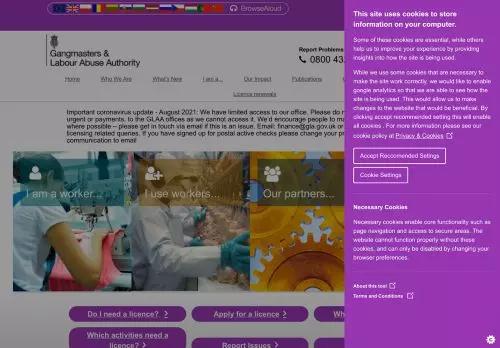 BrowseAloud
Gangmasters &
Labour Abuse Authority
Report Problems
0800 43
Home
Who We Are
What's New
I am a...
Our Impact
Publications
Licence renewals
Important coronavirus update - August 2021: We have limited access to our office. Please do n
urgent or payments. to the GLAA offices as we cannot access it. We'd encourage people to ma
where possible – please get in touch via email if this is an issue. Email: finance@gla.gov.uk or
licensing related queries. If you have signed up for postal active checks please change your pr
communication to email
I am a worker...
I use workers...
Our partners...
Do I need a licence?
Apply for a licence
Wh
Which activities need a
licence?
Report Issues
This site uses cookies to store
information on your computer.
Some of these cookies are essential, while others
help us to improve your experience by providing
insights into how the site is being used.
While we use some cookies that are necessary to
make the site work correctly, we would like to enable
google analytics so that we are able to see how the
site is being used. This would allow us to make
changes to the website that would be benefical. By
clicking accept recommended setting this will enable
all cookies . For more information please see our
cookie policy at Privacy & Cookies
Accept Reccomended Settings
Cookie Settings
Necessary Cookies
Necessary cookies enable core functionality such as
page navigation and access to secure areas. The
website cannot function properly without these
cookies, and can only be disabled by changing your
browser preferences.
About this tool
Terms and Conditions